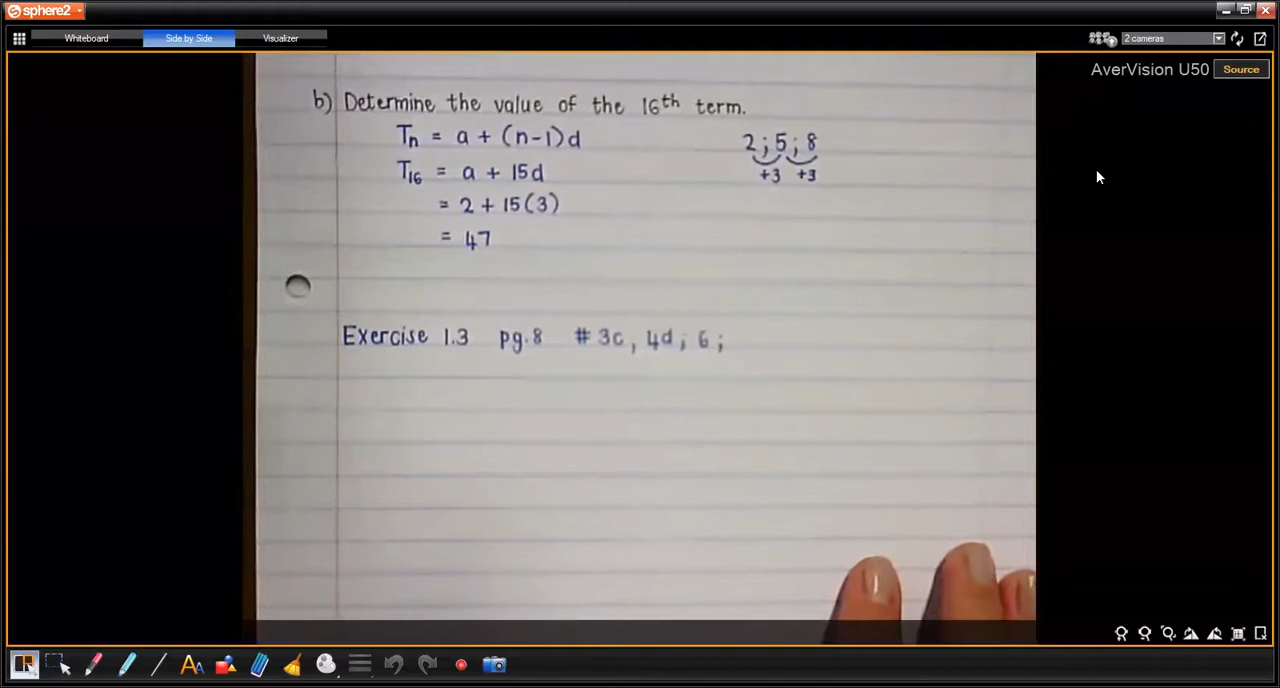 sphere2
Whiteboard Side by Side Visualizer 2 cameras
AverVision U50 Source
b) Determine the value of the 16th term.
Tn = a + (n-1)d
2 ; 5 ; 8
+3 +3
T16 = a + 15d
= 2 + 15(3)
= 47
Exercise 1.3 pg.8 # 3c, 4d ; 6 ;